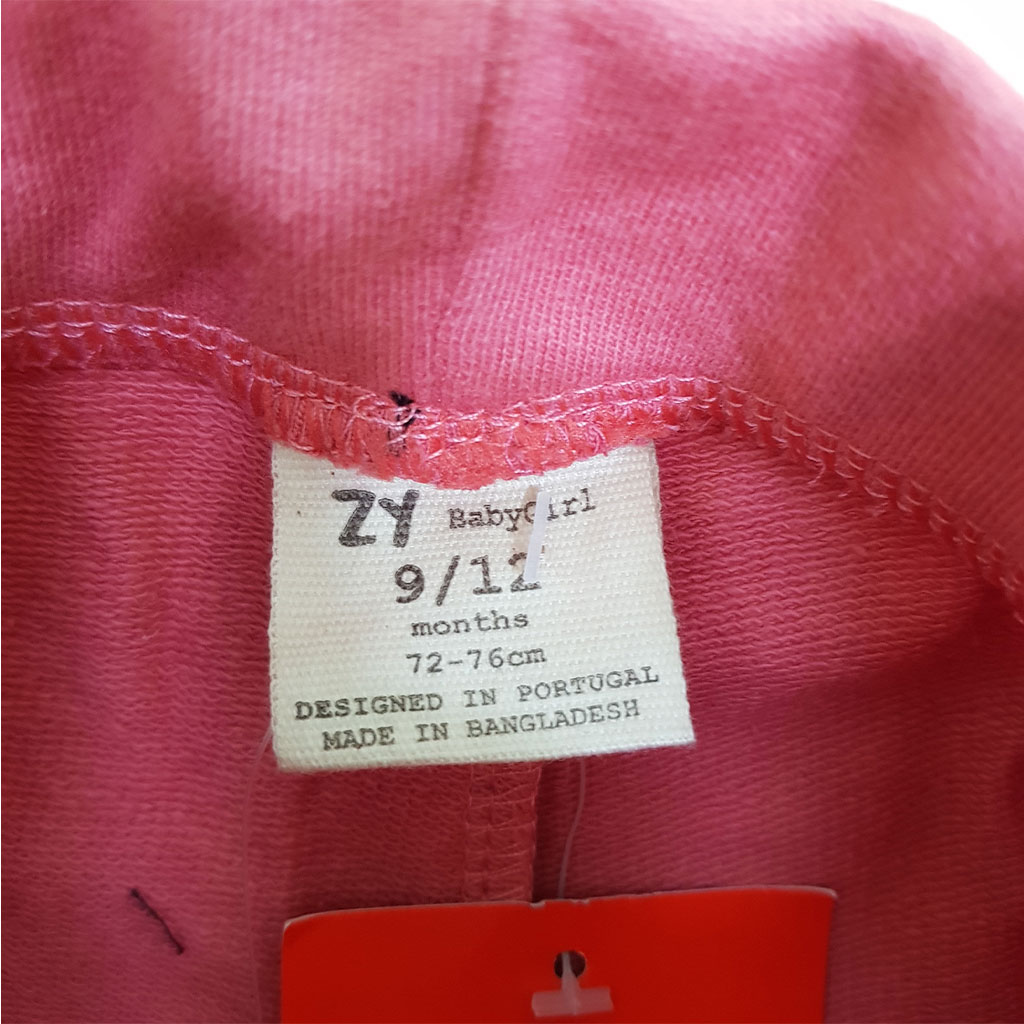 ZY BabyGirl
9/12
months
72-76cm
DESIGNED IN PORTUGAL
MADE IN BANGLADESH